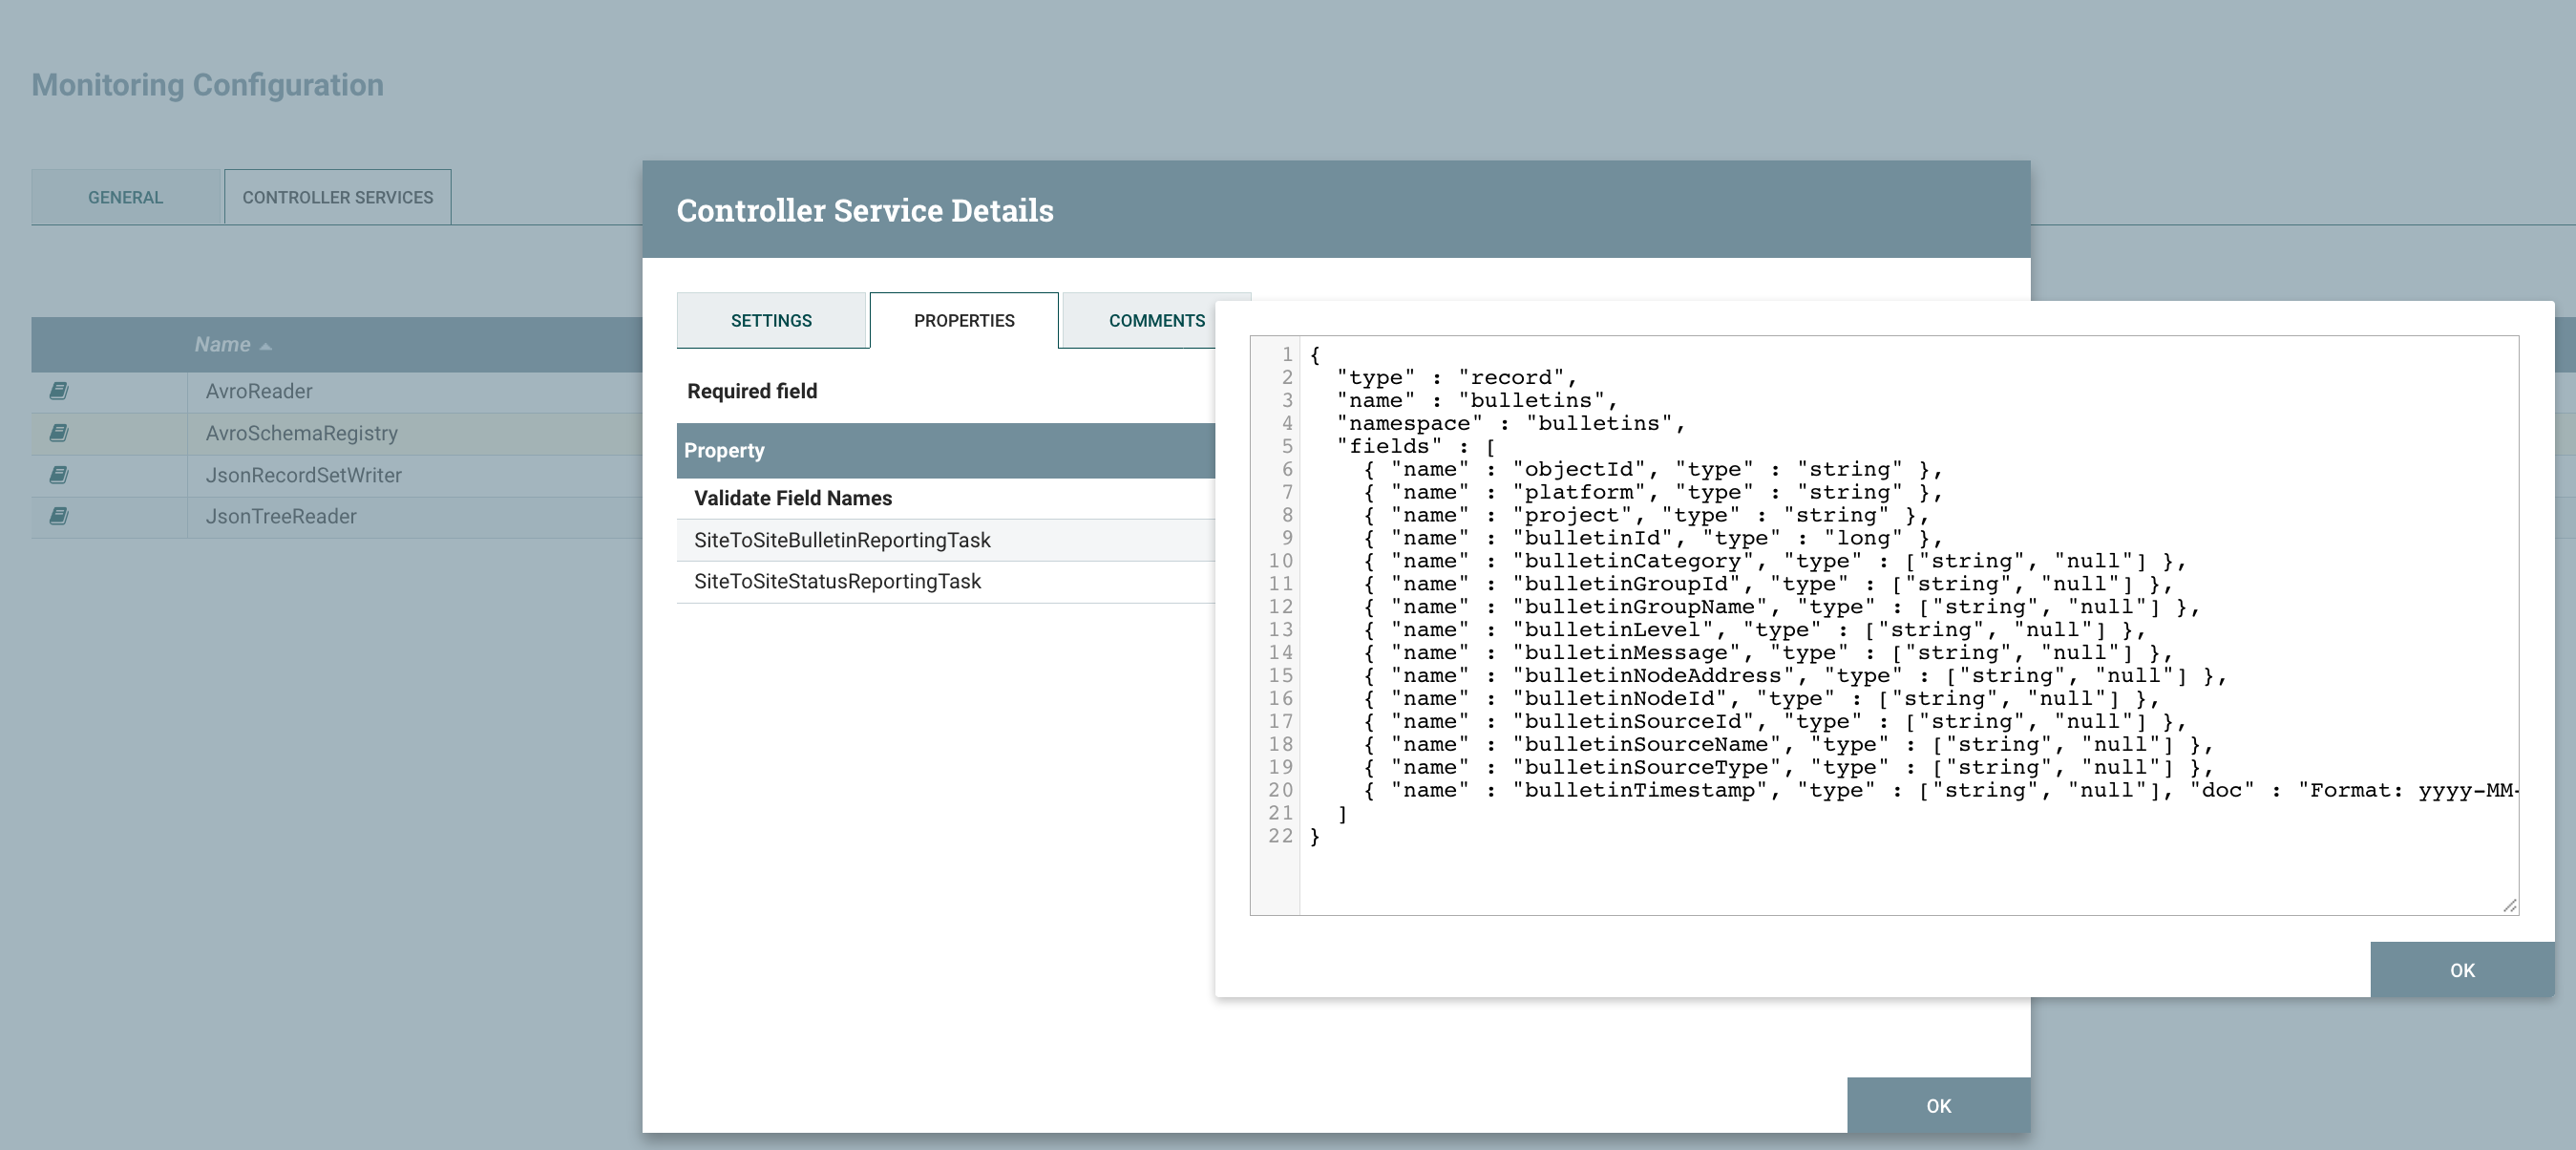 Monitoring Configuration
GENERAL
CONTROLLER SERVICES
Name
AvroReader
AvroSchemaRegistry
JsonRecordSetWriter
JsonTreeReader
Controller Service Details
SETTINGS
PROPERTIES
COMMENTS
Required field
Property
Validate Field Names
SiteToSiteBulletinReportingTask
SiteToSiteStatusReportingTask
1 {
2   "type" : "record",
3   "name" : "bulletins",
4   "namespace" : "bulletins",
5   "fields" : [
6     { "name" : "objectId", "type" : "string" },
7     { "name" : "platform", "type" : "string" },
8     { "name" : "project", "type" : "string" },
9     { "name" : "bulletinId", "type" : "long" },
10     { "name" : "bulletinCategory", "type" : ["string", "null"] },
11     { "name" : "bulletinGroupId", "type" : ["string", "null"] },
12     { "name" : "bulletinGroupName", "type" : ["string", "null"] },
13     { "name" : "bulletinLevel", "type" : ["string", "null"] },
14     { "name" : "bulletinMessage", "type" : ["string", "null"] },
15     { "name" : "bulletinNodeAddress", "type" : ["string", "null"] },
16     { "name" : "bulletinNodeId", "type" : ["string", "null"] },
17     { "name" : "bulletinSourceId", "type" : ["string", "null"] },
18     { "name" : "bulletinSourceName", "type" : ["string", "null"] },
19     { "name" : "bulletinSourceType", "type" : ["string", "null"] },
20     { "name" : "bulletinTimestamp", "type" : ["string", "null"], "doc" : "Format: yyyy-MM-
21   ]
22 }
OK
OK